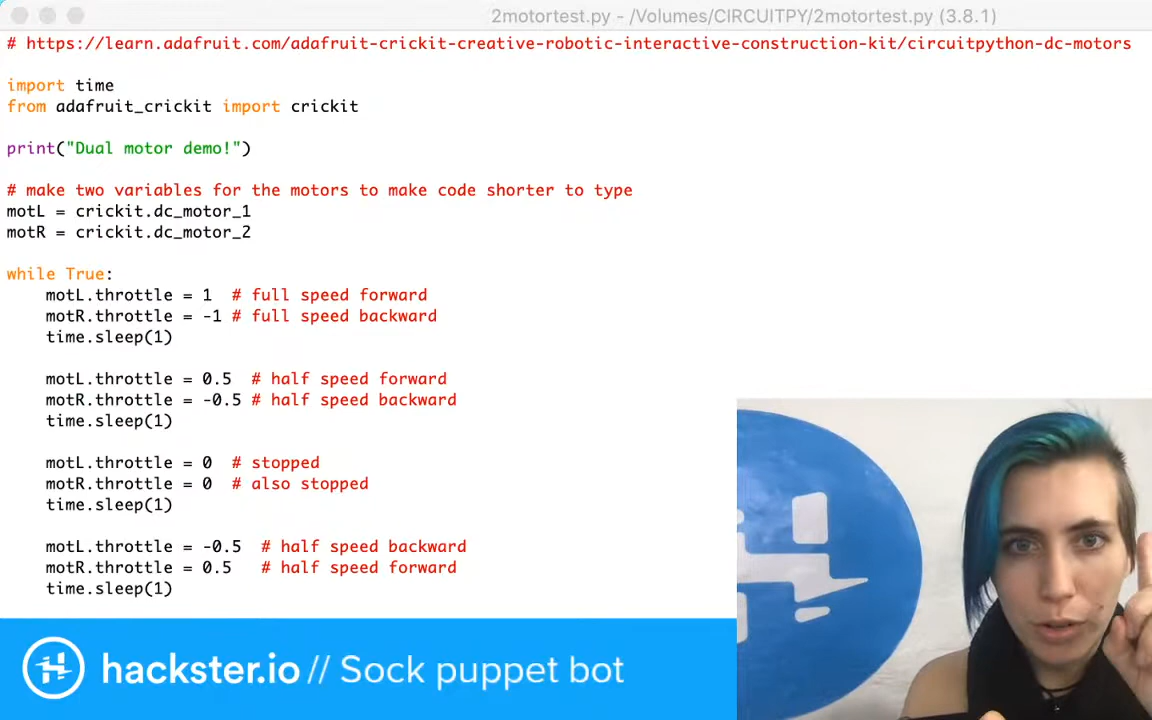 2motortest.py - /Volumes/CIRCUITPY/2motortest.py (3.8.1)
# https://learn.adafruit.com/adafruit-crickit-creative-robotic-interactive-construction-kit/circuitpython-dc-motors
import time
from adafruit_crickit import crickit
print("Dual motor demo!")
# make two variables for the motors to make code shorter to type
motL = crickit.dc_motor_1
motR = crickit.dc_motor_2
while True:
    motL.throttle = 1  # full speed forward
    motR.throttle = -1 # full speed backward
    time.sleep(1)
    motL.throttle = 0.5  # half speed forward
    motR.throttle = -0.5 # half speed backward
    time.sleep(1)
    motL.throttle = 0  # stopped
    motR.throttle = 0  # also stopped
    time.sleep(1)
    motL.throttle = -0.5  # half speed backward
    motR.throttle = 0.5   # half speed forward
    time.sleep(1)
hackster.io // Sock puppet bot